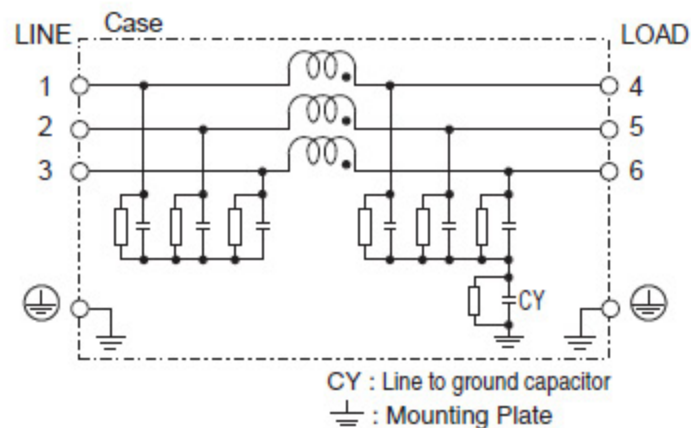 Case
LINE
LOAD
1
4
2
5
3
6
CY
CY : Line to ground capacitor
: Mounting Plate